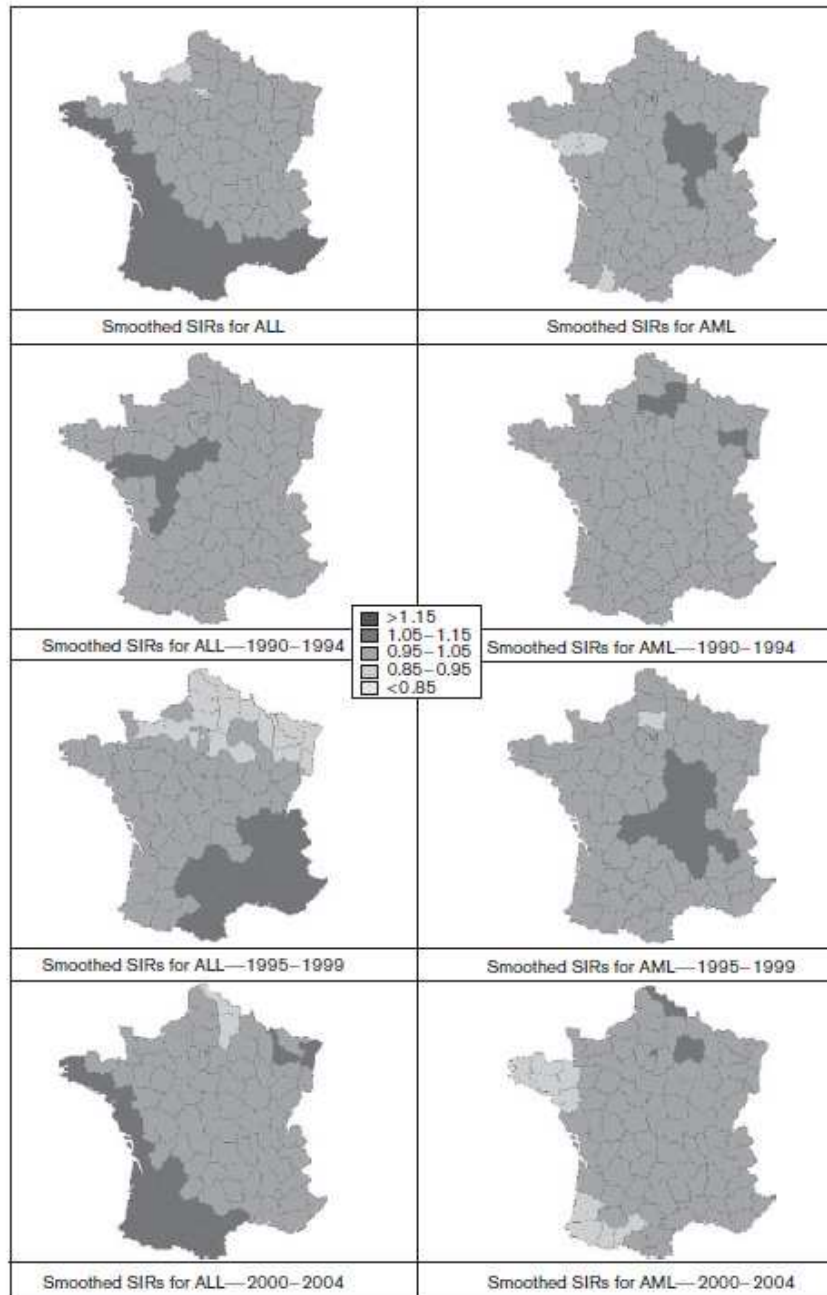 Smoothed SIRs for ALL
Smoothed SIRs for AML
Smoothed SIRs for ALL—1990–1994
Smoothed SIRs for AML—1990–1994
>1.15
1.05–1.15
0.95–1.05
0.85–0.95
<0.85
Smoothed SIRs for ALL—1995–1999
Smoothed SIRs for AML—1995–1999
Smoothed SIRs for ALL—2000–2004
Smoothed SIRs for AML—2000–2004